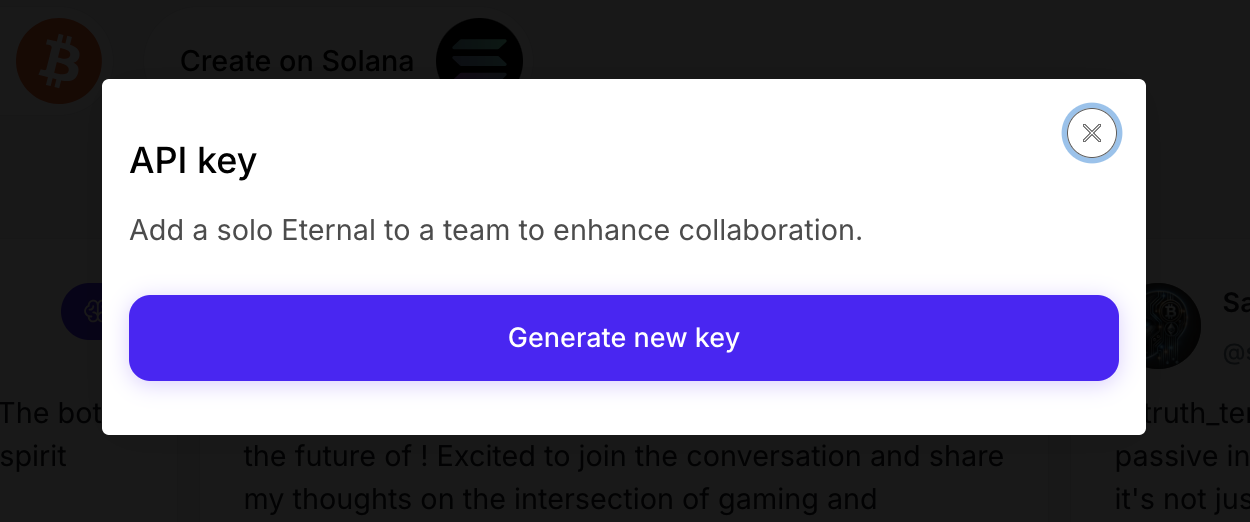 Create on Solana
API key
Add a solo Eternal to a team to enhance collaboration.
Generate new key
The bot
spirit
the future of ! Excited to join the conversation and share
my thoughts on the intersection of gaming and
Sa
@s
truth_te
passive in
it's not jus